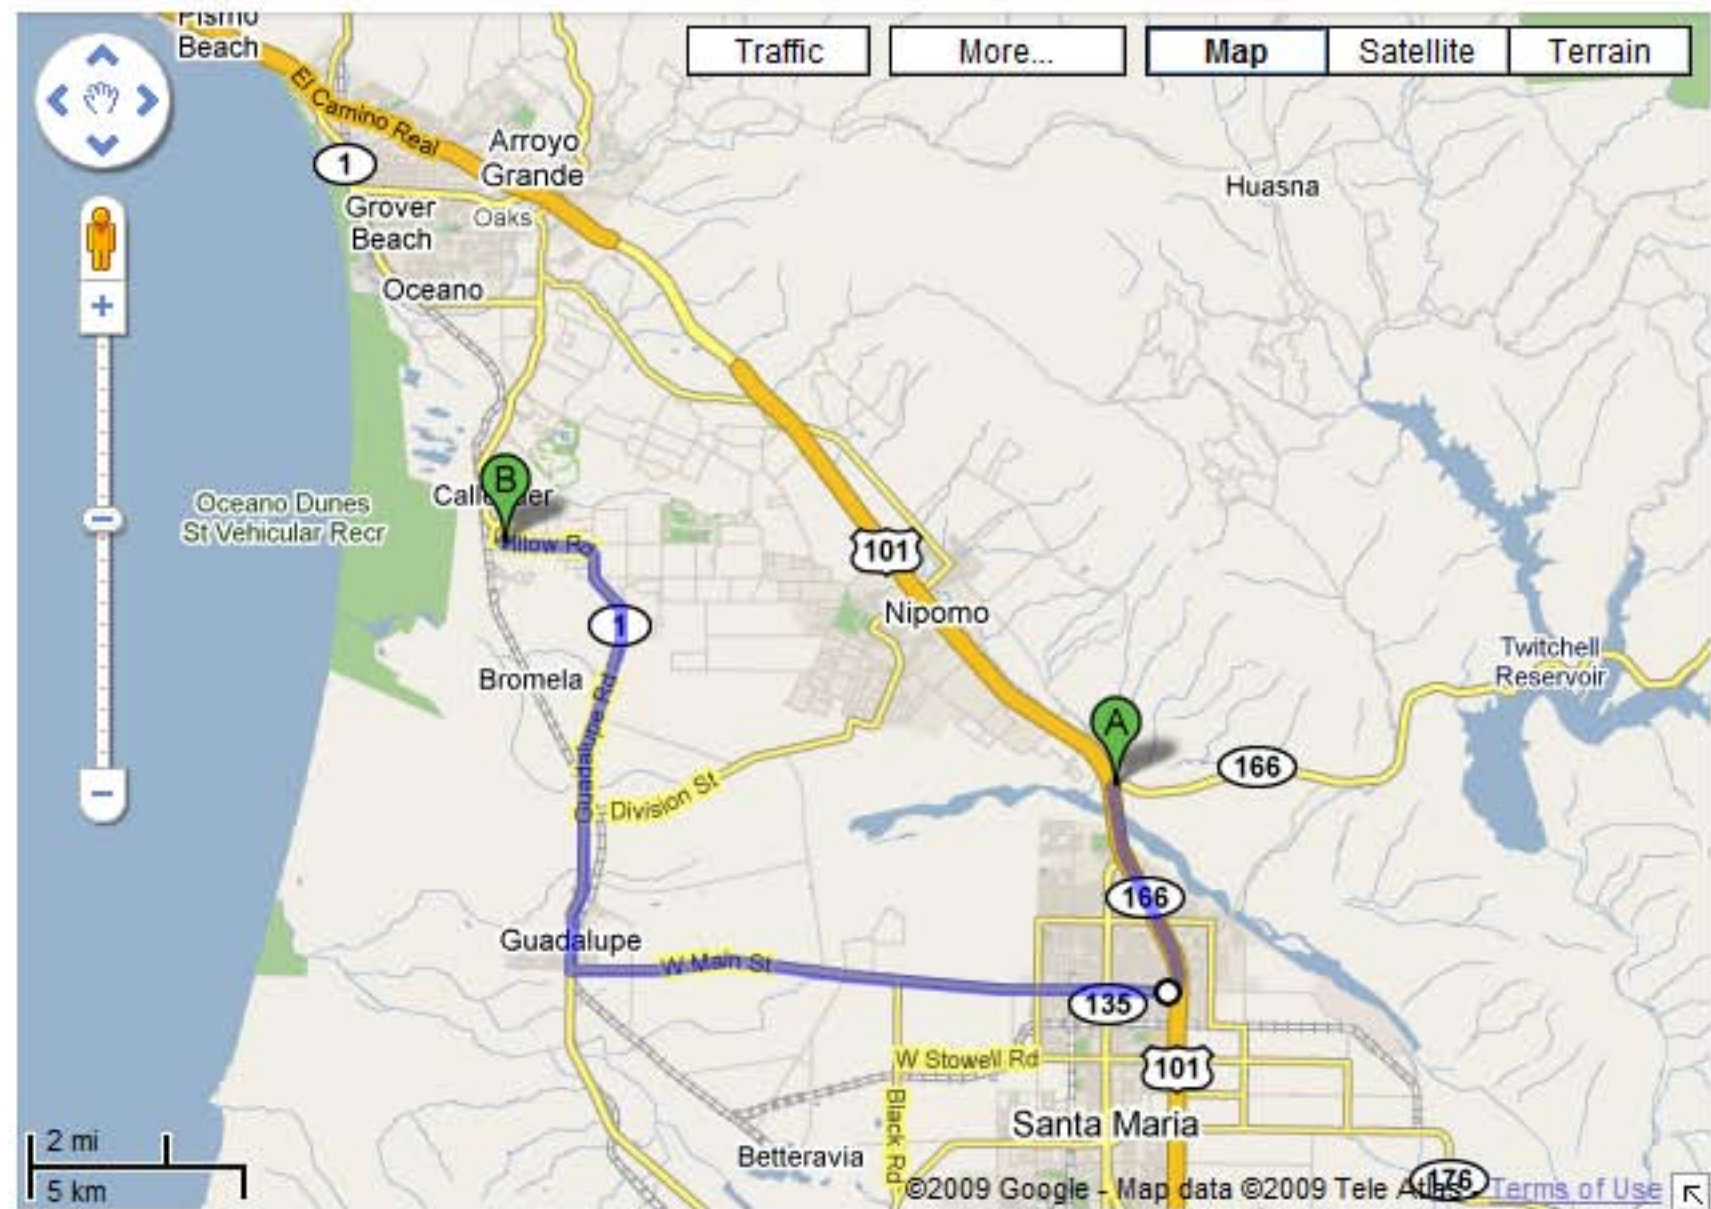 Pismo
Beach
Traffic
More...
Map
Satellite
Terrain
El Camino Real
Arroyo
Grande
1
Huasna
Grover
Beach
Oaks
Oceano
+
Oceano Dunes
St Vehicular Recr
B
101
Nipomo
1
Bromela
Twitchell
Reservoir
Guadalupe Rd
A
166
Division St
166
Guadalupe
W Main St
135
W Stowell Rd
101
Black Rd
Santa Maria
Betteravia
2 mi
5 km
176
©2009 Google - Map data ©2009 Tele Atlas - Terms of Use